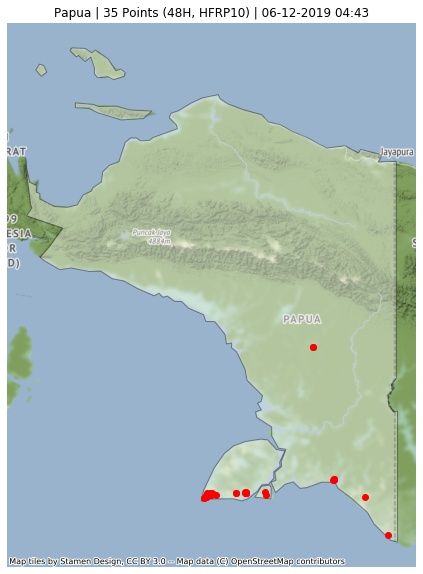 Papua | 35 Points (48H, HFRP10) | 06-12-2019 04:43
Jayapura
RAT
Puncak Jaya
4884m
99
ESIA
R
D)
S
PAPUA
Map tiles by Stamen Design, CC BY 3.0 -- Map data (C) OpenStreetMap contributors